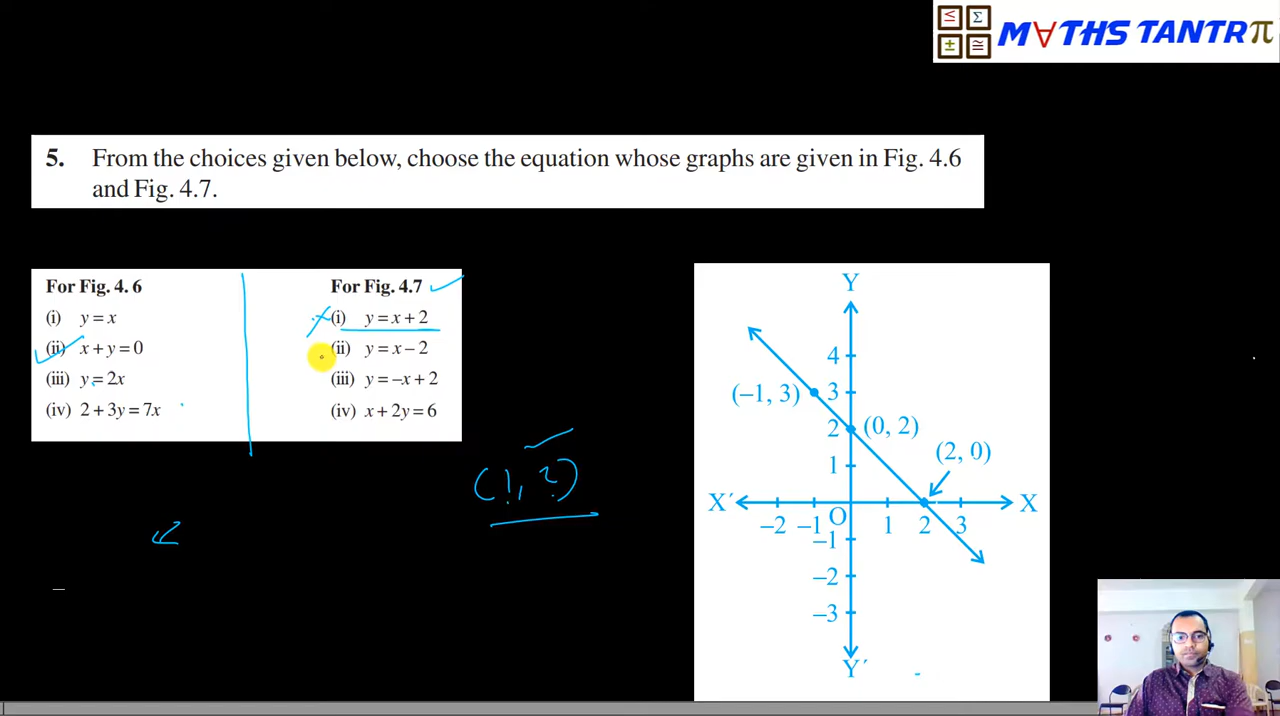 M∀THS TANTRπ
≤ Σ
± ≅
5. From the choices given below, choose the equation whose graphs are given in Fig. 4.6
and Fig. 4.7.
For Fig. 4. 6
(i) y = x
(ii) x + y = 0
(iii) y = 2x
(iv) 2 + 3y = 7x
For Fig. 4.7
(i) y = x + 2
(ii) y = x – 2
(iii) y = –x + 2
(iv) x + 2y = 6
Y
4
(–1, 3) 3
2 (0, 2)
(2, 0)
1
X′ O X
–2 –1 1 2 3
–1
–2
–3
Y′